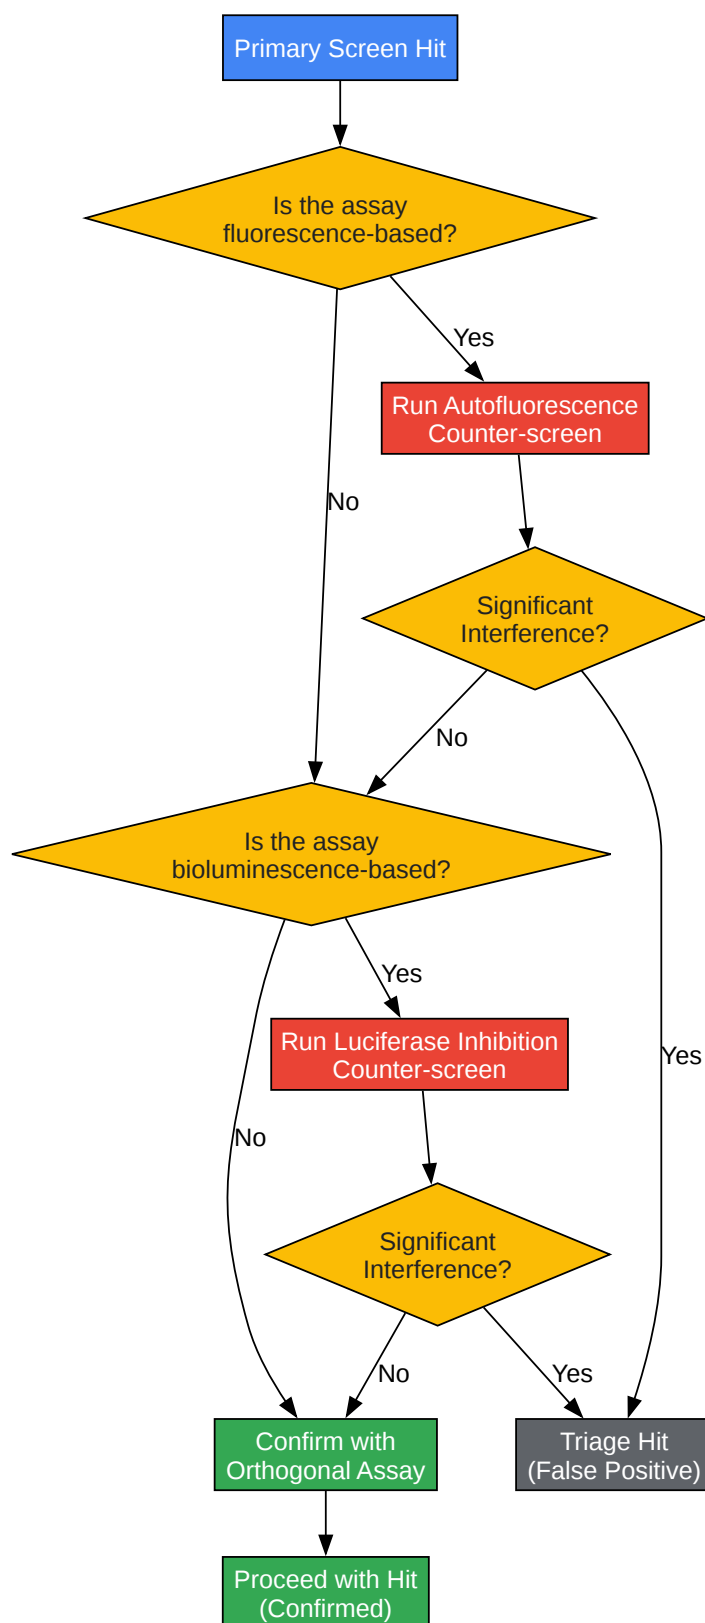 Primary Screen Hit
Is the assay
fluorescence-based?
Yes
Run Autofluorescence
Counter-screen
No
Significant
Interference?
No
Is the assay
bioluminescence-based?
Yes
Run Luciferase Inhibition
Counter-screen
Yes
No
Significant
Interference?
No
Yes
Confirm with
Orthogonal Assay
Triage Hit
(False Positive)
Proceed with Hit
(Confirmed)